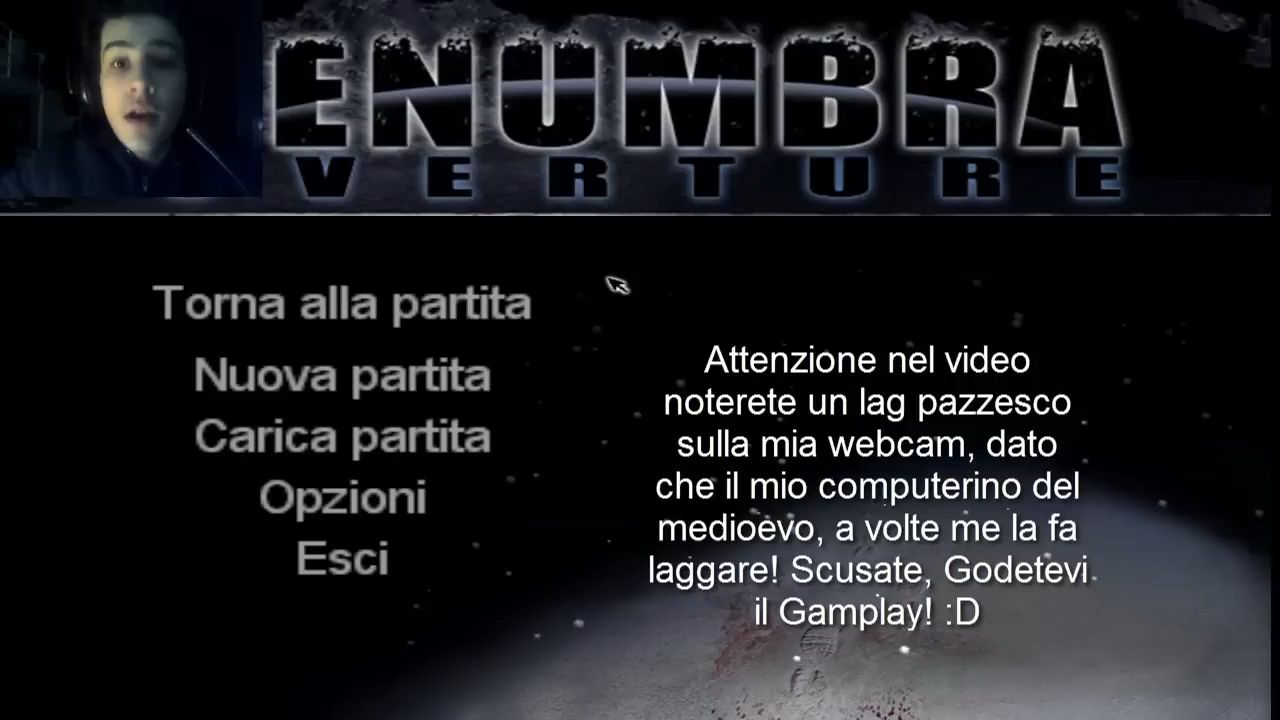 ENUMBRA
VERTURE
Torna alla partita
Nuova partita
Carica partita
Opzioni
Esci
Attenzione nel video
noterete un lag pazzesco
sulla mia webcam, dato
che il mio computerino del
medioevo, a volte me la fa
laggare! Scusate, Godetevi
il Gamplay! :D